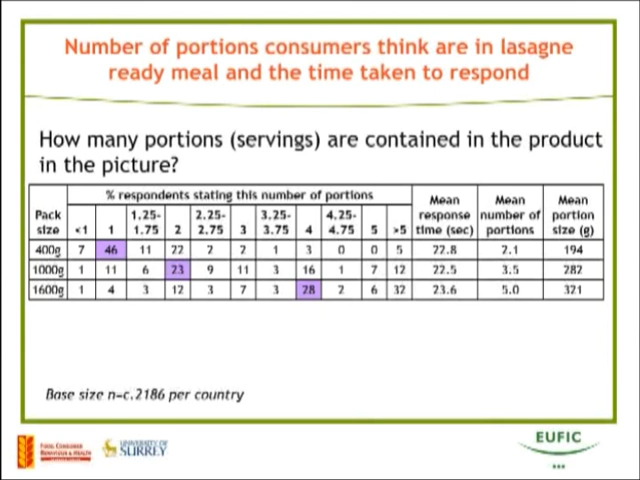 Number of portions consumers think are in lasagne
ready meal and the time taken to respond
How many portions (servings) are contained in the product
in the picture?
% respondents stating this number of portions
Pack size <1 1 1.25-1.75 2 2.25-2.75 3 3.25-3.75 4 4.25-4.75 5 >5 Mean response time (sec) Mean number of portions Mean portion size (g)
400g 7 46 11 22 2 2 1 3 0 0 5 22.8 2.1 194
1000g 1 11 6 23 9 11 3 16 1 7 12 22.5 3.5 282
1600g 1 4 3 12 3 7 3 28 2 6 32 23.6 5.0 321
Base size n=c.2186 per country
FOOD CONSUMER
BEHAVIOUR & HEALTH
UNIVERSITY OF
SURREY
EUFIC